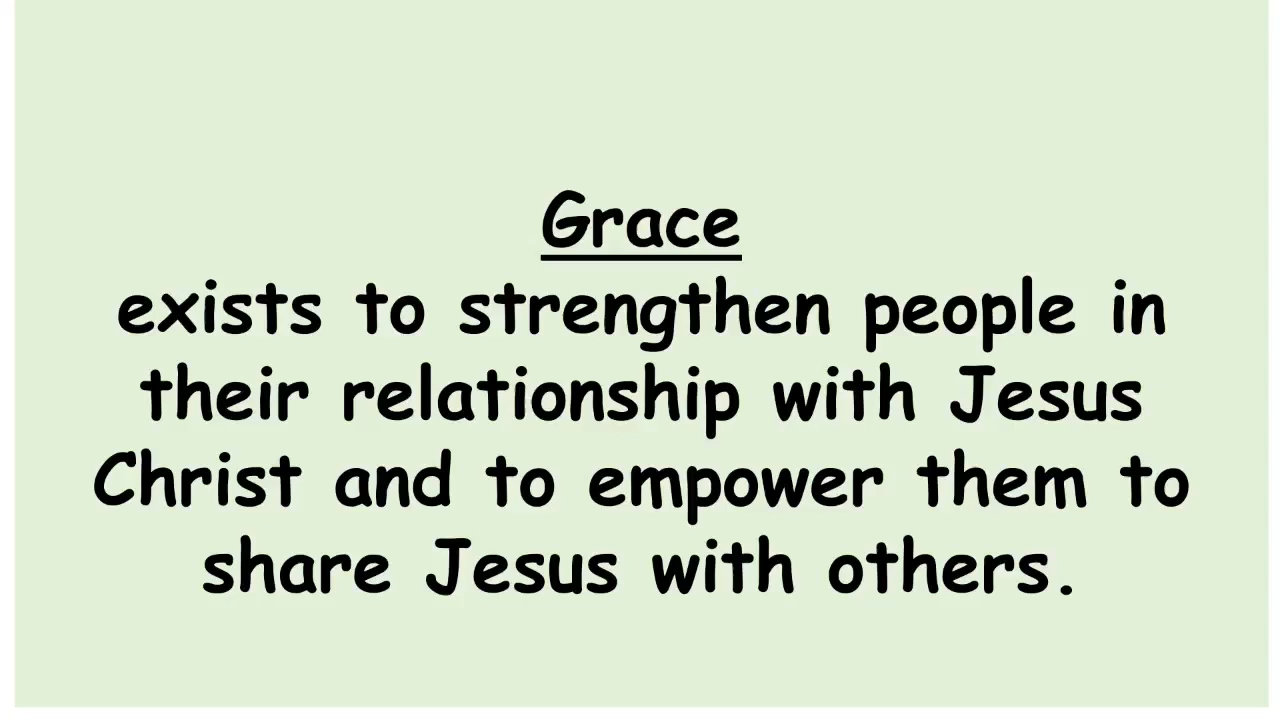 Grace
exists to strengthen people in
their relationship with Jesus
Christ and to empower them to
share Jesus with others.